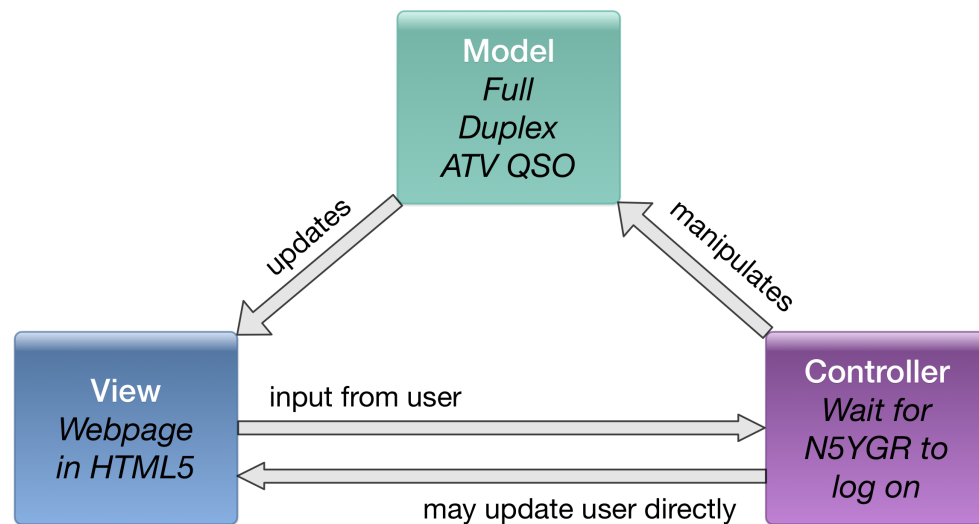 Model
Full
Duplex
ATV QSO
updates
manipulates
View
Webpage
in HTML5
input from user
may update user directly
Controller
Wait for
N5YGR to
log on